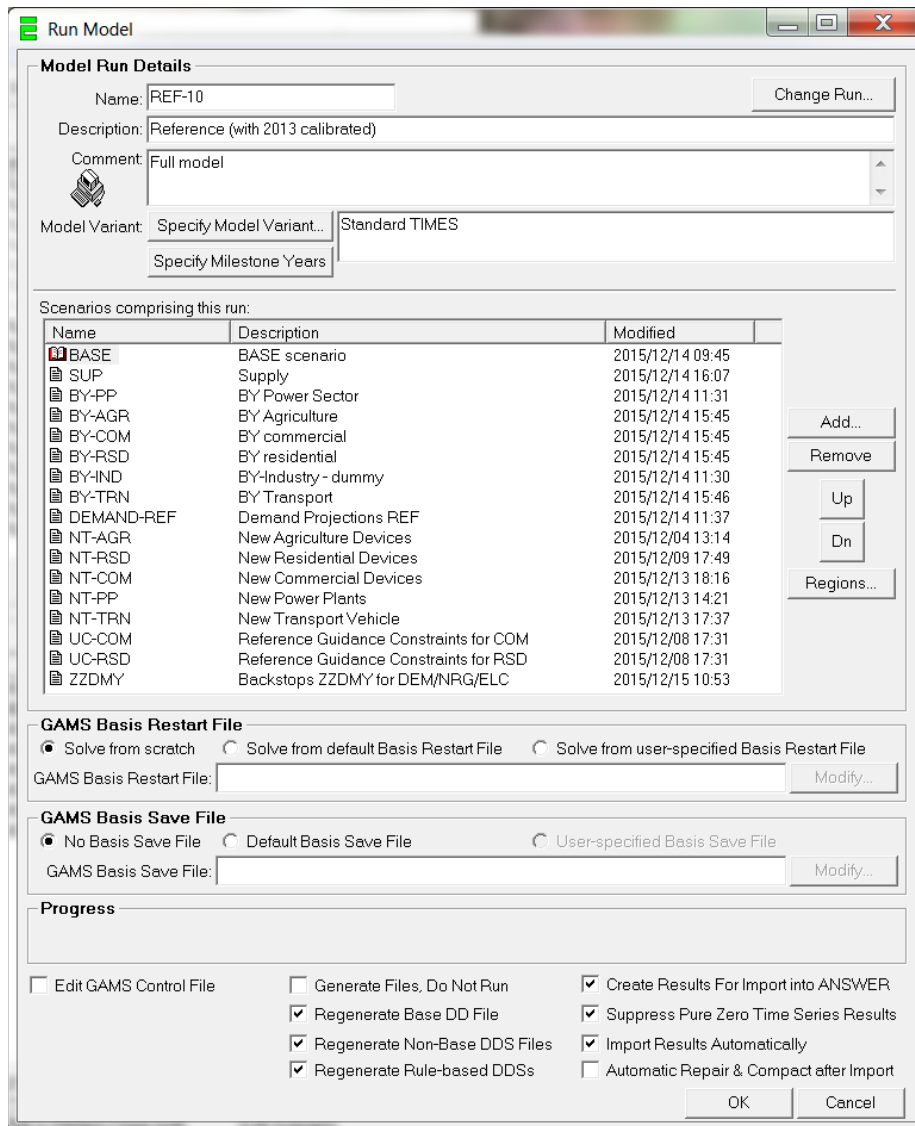 Run Model
Model Run Details
Name: REF-10 Change Run...
Description: Reference (with 2013 calibrated)
Comment: Full model
Model Variant: Specify Model Variant... Standard TIMES
Specify Milestone Years
Scenarios comprising this run:
Name Description Modified
BASE BASE scenario 2015/12/14 09:45
SUP Supply 2015/12/14 16:07
BY-PP BY Power Sector 2015/12/14 11:31
BY-AGR BY Agriculture 2015/12/14 15:45
BY-COM BY commercial 2015/12/14 15:45
BY-RSD BY residential 2015/12/14 15:45
BY-IND BY-Industry - dummy 2015/12/14 11:30
BY-TRN BY Transport 2015/12/14 15:46
DEMAND-REF Demand Projections REF 2015/12/14 11:37
NT-AGR New Agriculture Devices 2015/12/04 13:14
NT-RSD New Residential Devices 2015/12/09 17:49
NT-COM New Commercial Devices 2015/12/13 18:16
NT-PP New Power Plants 2015/12/13 14:21
NT-TRN New Transport Vehicle 2015/12/13 17:37
UC-COM Reference Guidance Constraints for COM 2015/12/08 17:31
UC-RSD Reference Guidance Constraints for RSD 2015/12/08 17:31
ZZDMY Backstops ZZDMY for DEM/NRG/ELC 2015/12/15 10:53
Add...
Remove
Up
Dn
Regions...
GAMS Basis Restart File
Solve from scratch Solve from default Basis Restart File Solve from user-specified Basis Restart File
GAMS Basis Restart File: Modify...
GAMS Basis Save File
No Basis Save File Default Basis Save File User-specified Basis Save File
GAMS Basis Save File: Modify...
Progress
Edit GAMS Control File Generate Files, Do Not Run Create Results For Import into ANSWER
Regenerate Base DD File Suppress Pure Zero Time Series Results
Regenerate Non-Base DDS Files Import Results Automatically
Regenerate Rule-based DDSs Automatic Repair & Compact after Import
OK Cancel